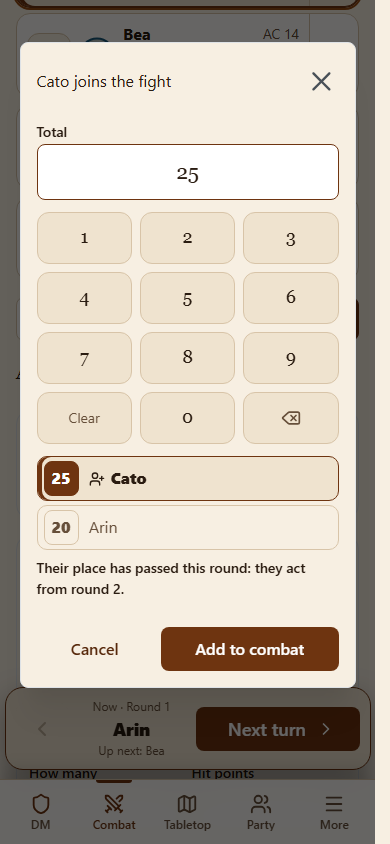 Bea
AC 14
Cato joins the fight
Total
25
1
2
3
4
5
6
7
8
9
Clear
0
25 Cato
20 Arin
Their place has passed this round: they act
from round 2.
Cancel
Add to combat
Now · Round 1
Arin
Up next: Bea
Next turn
How many
Hit points
DM
Combat
Tabletop
Party
More